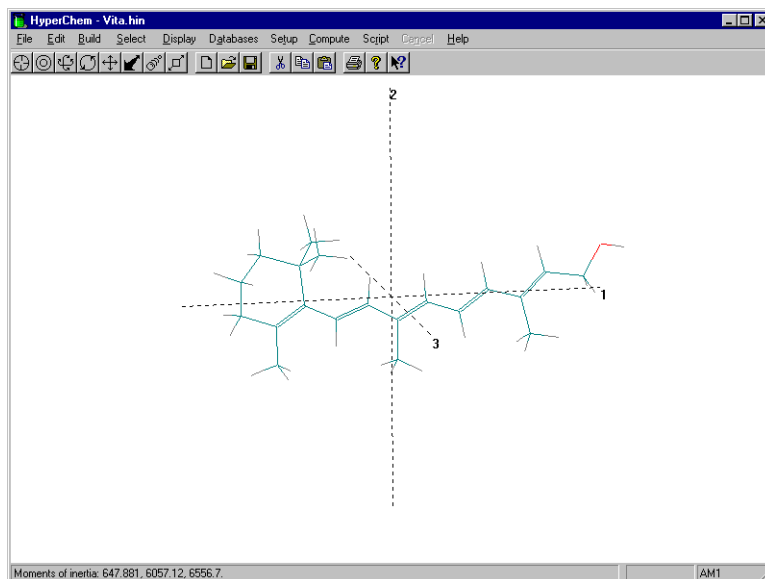 HyperChem - Vita.hin
File Edit Build Select Display Databases Setup Compute Script Cancel Help
2
1
3
Moments of inertia: 647.881, 6057.12, 6556.7.
AM1